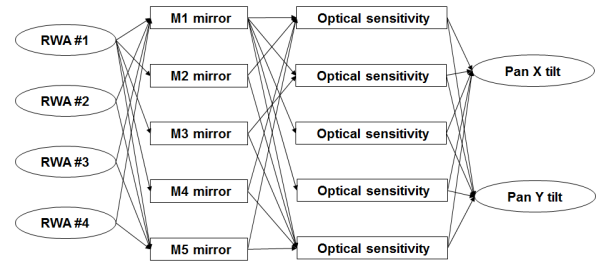 RWA #1
RWA #2
RWA #3
RWA #4
M1 mirror
M2 mirror
M3 mirror
M4 mirror
M5 mirror
Optical sensitivity
Optical sensitivity
Optical sensitivity
Optical sensitivity
Optical sensitivity
Pan X tilt
Pan Y tilt